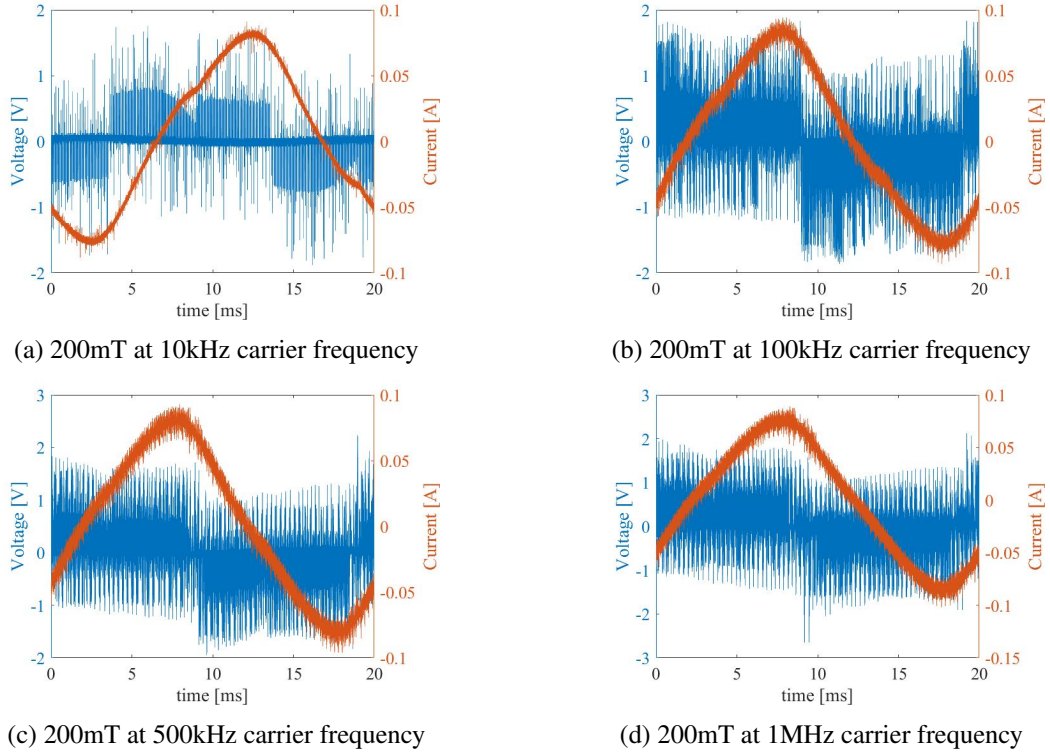 2
1
0
-1
-2
Voltage [V]
0.1
0.05
0
-0.05
-0.1
Current [A]
0 5 10 15 20
time [ms]
(a) 200mT at 10kHz carrier frequency
2
1
0
-1
-2
Voltage [V]
0.1
0.05
0
-0.05
-0.1
Current [A]
0 5 10 15 20
time [ms]
(b) 200mT at 100kHz carrier frequency
3
2
1
0
-1
-2
Voltage [V]
0.1
0.05
0
-0.05
-0.1
Current [A]
0 5 10 15 20
time [ms]
(c) 200mT at 500kHz carrier frequency
3
2
1
0
-1
-2
-3
Voltage [V]
0.1
0.05
0
-0.05
-0.1
-0.15
Current [A]
0 5 10 15 20
time [ms]
(d) 200mT at 1MHz carrier frequency